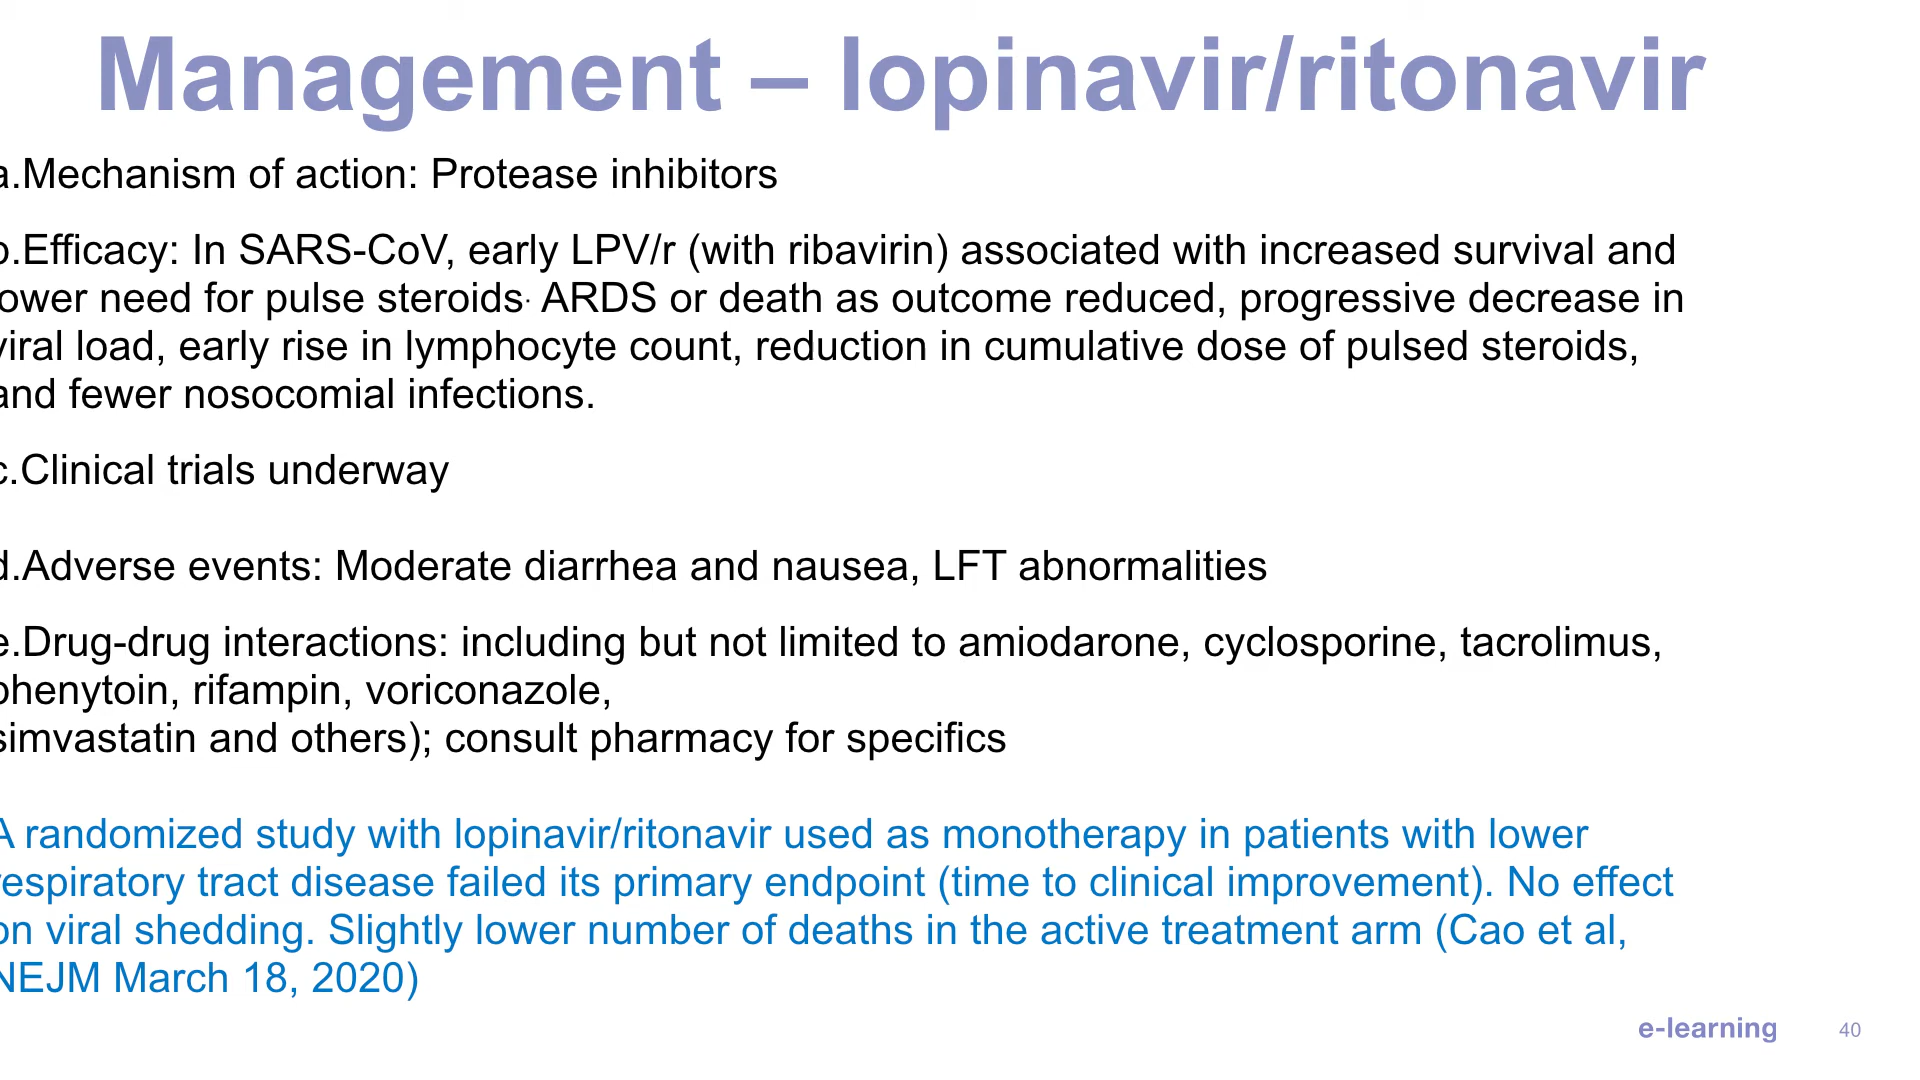 Management – lopinavir/ritonavir
a.Mechanism of action: Protease inhibitors
b.Efficacy: In SARS-CoV, early LPV/r (with ribavirin) associated with increased survival and
lower need for pulse steroids. ARDS or death as outcome reduced, progressive decrease in
viral load, early rise in lymphocyte count, reduction in cumulative dose of pulsed steroids,
and fewer nosocomial infections.
c.Clinical trials underway
d.Adverse events: Moderate diarrhea and nausea, LFT abnormalities
e.Drug-drug interactions: including but not limited to amiodarone, cyclosporine, tacrolimus,
phenytoin, rifampin, voriconazole,
simvastatin and others); consult pharmacy for specifics
A randomized study with lopinavir/ritonavir used as monotherapy in patients with lower
respiratory tract disease failed its primary endpoint (time to clinical improvement). No effect
on viral shedding. Slightly lower number of deaths in the active treatment arm (Cao et al,
NEJM March 18, 2020)
e-learning 40